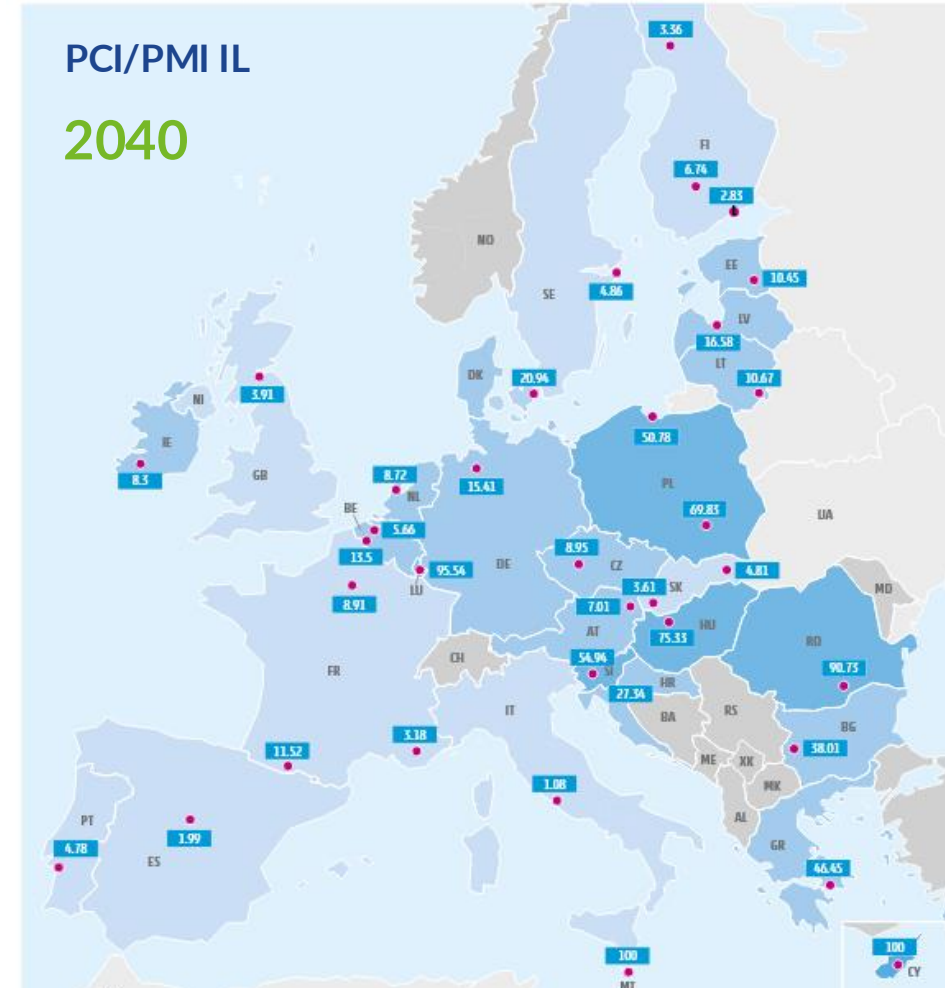 PCI/PMI IL
2040
3.36
FI
6.74
2.83
NO
EE
10.45
SE
4.86
LV
16.58
LT
DK
20.94
10.67
3.91
NI
50.78
IE
8.3
GB
8.72
NL
15.41
PL
BE
5.66
69.83
UA
13.5
8.95
CZ
DE
95.54
LU
4.81
8.91
3.61
SK
MD
7.01
AT
75.33
HU
RO
CH
54.94
SI
FR
90.73
HR
27.34
IT
BA
RS
BG
3.18
38.01
11.52
ME
XK
1.08
MK
PT
AL
1.99
GR
4.78
ES
46.45
100
MT
100
CY